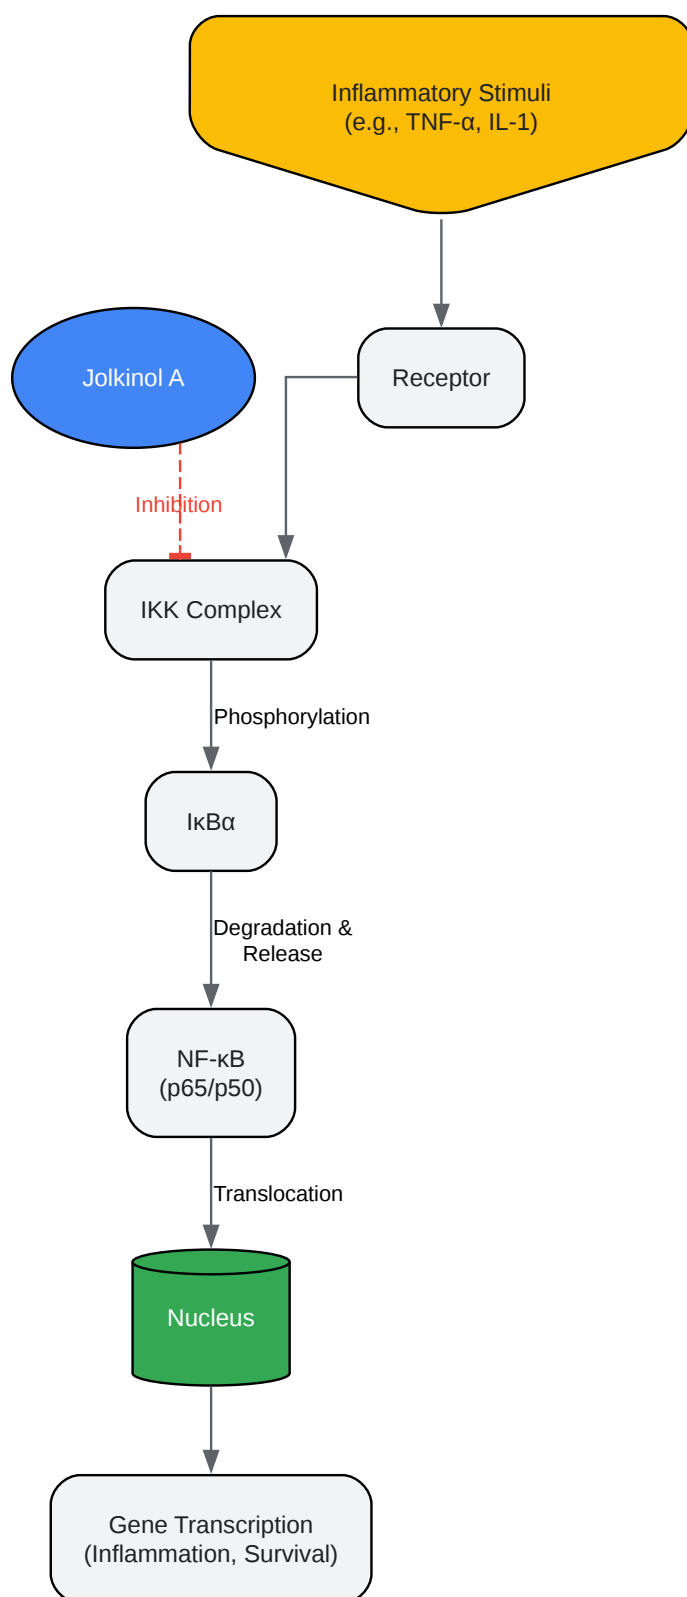 Inflammatory Stimuli
(e.g., TNF-α, IL-1)
Jolkinol A
Receptor
Inhibition
IKK Complex
Phosphorylation
IκBα
Degradation &
Release
NF-κB
(p65/p50)
Translocation
Nucleus
Gene Transcription
(Inflammation, Survival)